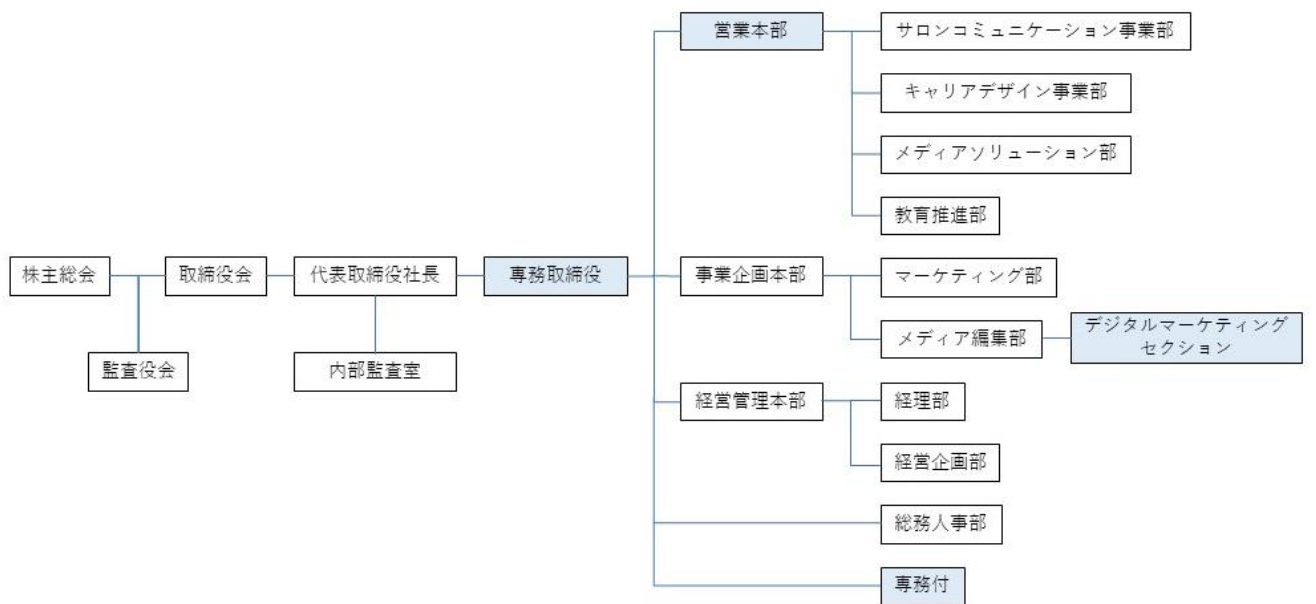 営業本部
サロンコミュニケーション事業部
キャリアデザイン事業部
メディアソリューション部
教育推進部
株主総会
取締役会
代表取締役社長
専務取締役
事業企画本部
マーケティング部
メディア編集部
デジタルマーケティング
セクション
監査役会
内部監査室
経営管理本部
経理部
経営企画部
総務人事部
専務付